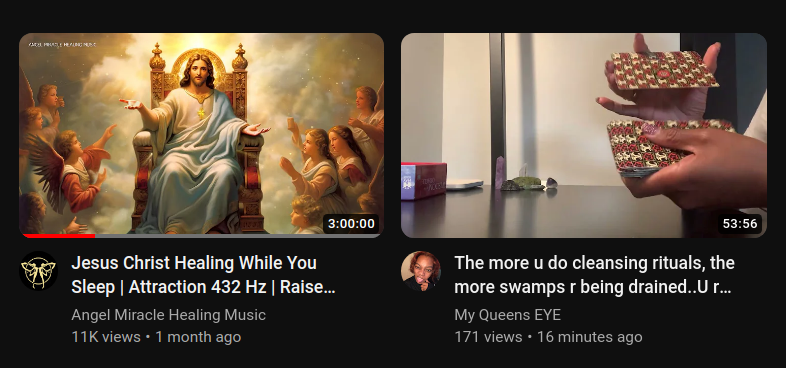 ANGEL MIRACLE HEALING MUSIC
3:00:00
53:56
Jesus Christ Healing While You
Sleep | Attraction 432 Hz | Raise...
Angel Miracle Healing Music
11K views • 1 month ago
The more u do cleansing rituals, the
more swamps r being drained..U r...
My Queens EYE
171 views • 16 minutes ago